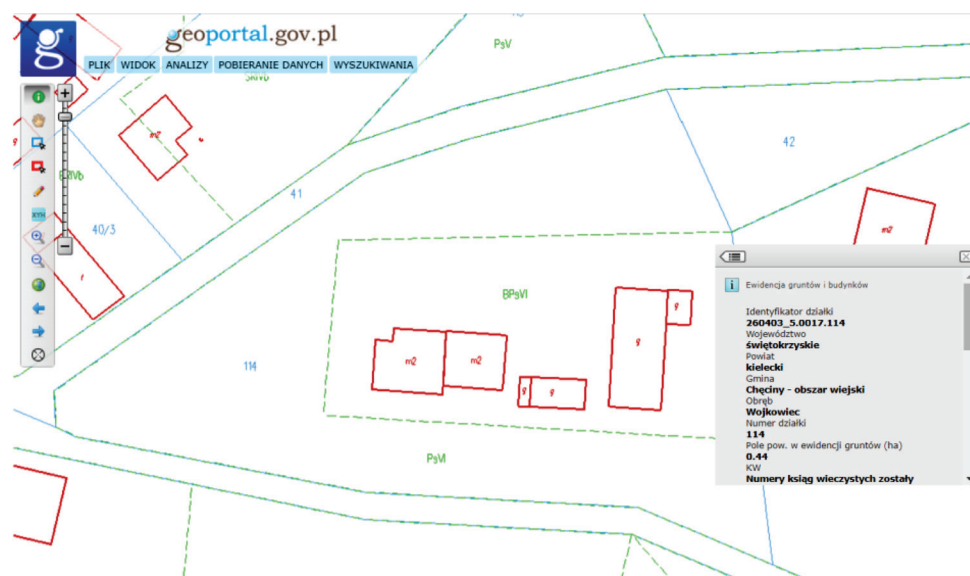 geoportal.gov.pl
PLIK WIDOK ANALIZY POBIERANIE DANYCH WYSZUKIWANIA
PsV
m2
42
41
40/3
m2
BPsVI
g
g
m2
m2
g
g
114
PsVI
Ewidencja gruntów i budynków
Identyfikator działki
260403_5.0017.114
Województwo
świętokrzyskie
Powiat
kielecki
Gmina
Chęciny - obszar wiejski
Obręb
Wojkowiec
Numer działki
114
Pole pow. w ewidencji gruntów (ha)
0.44
KW
Numery ksiąg wieczystych zostały